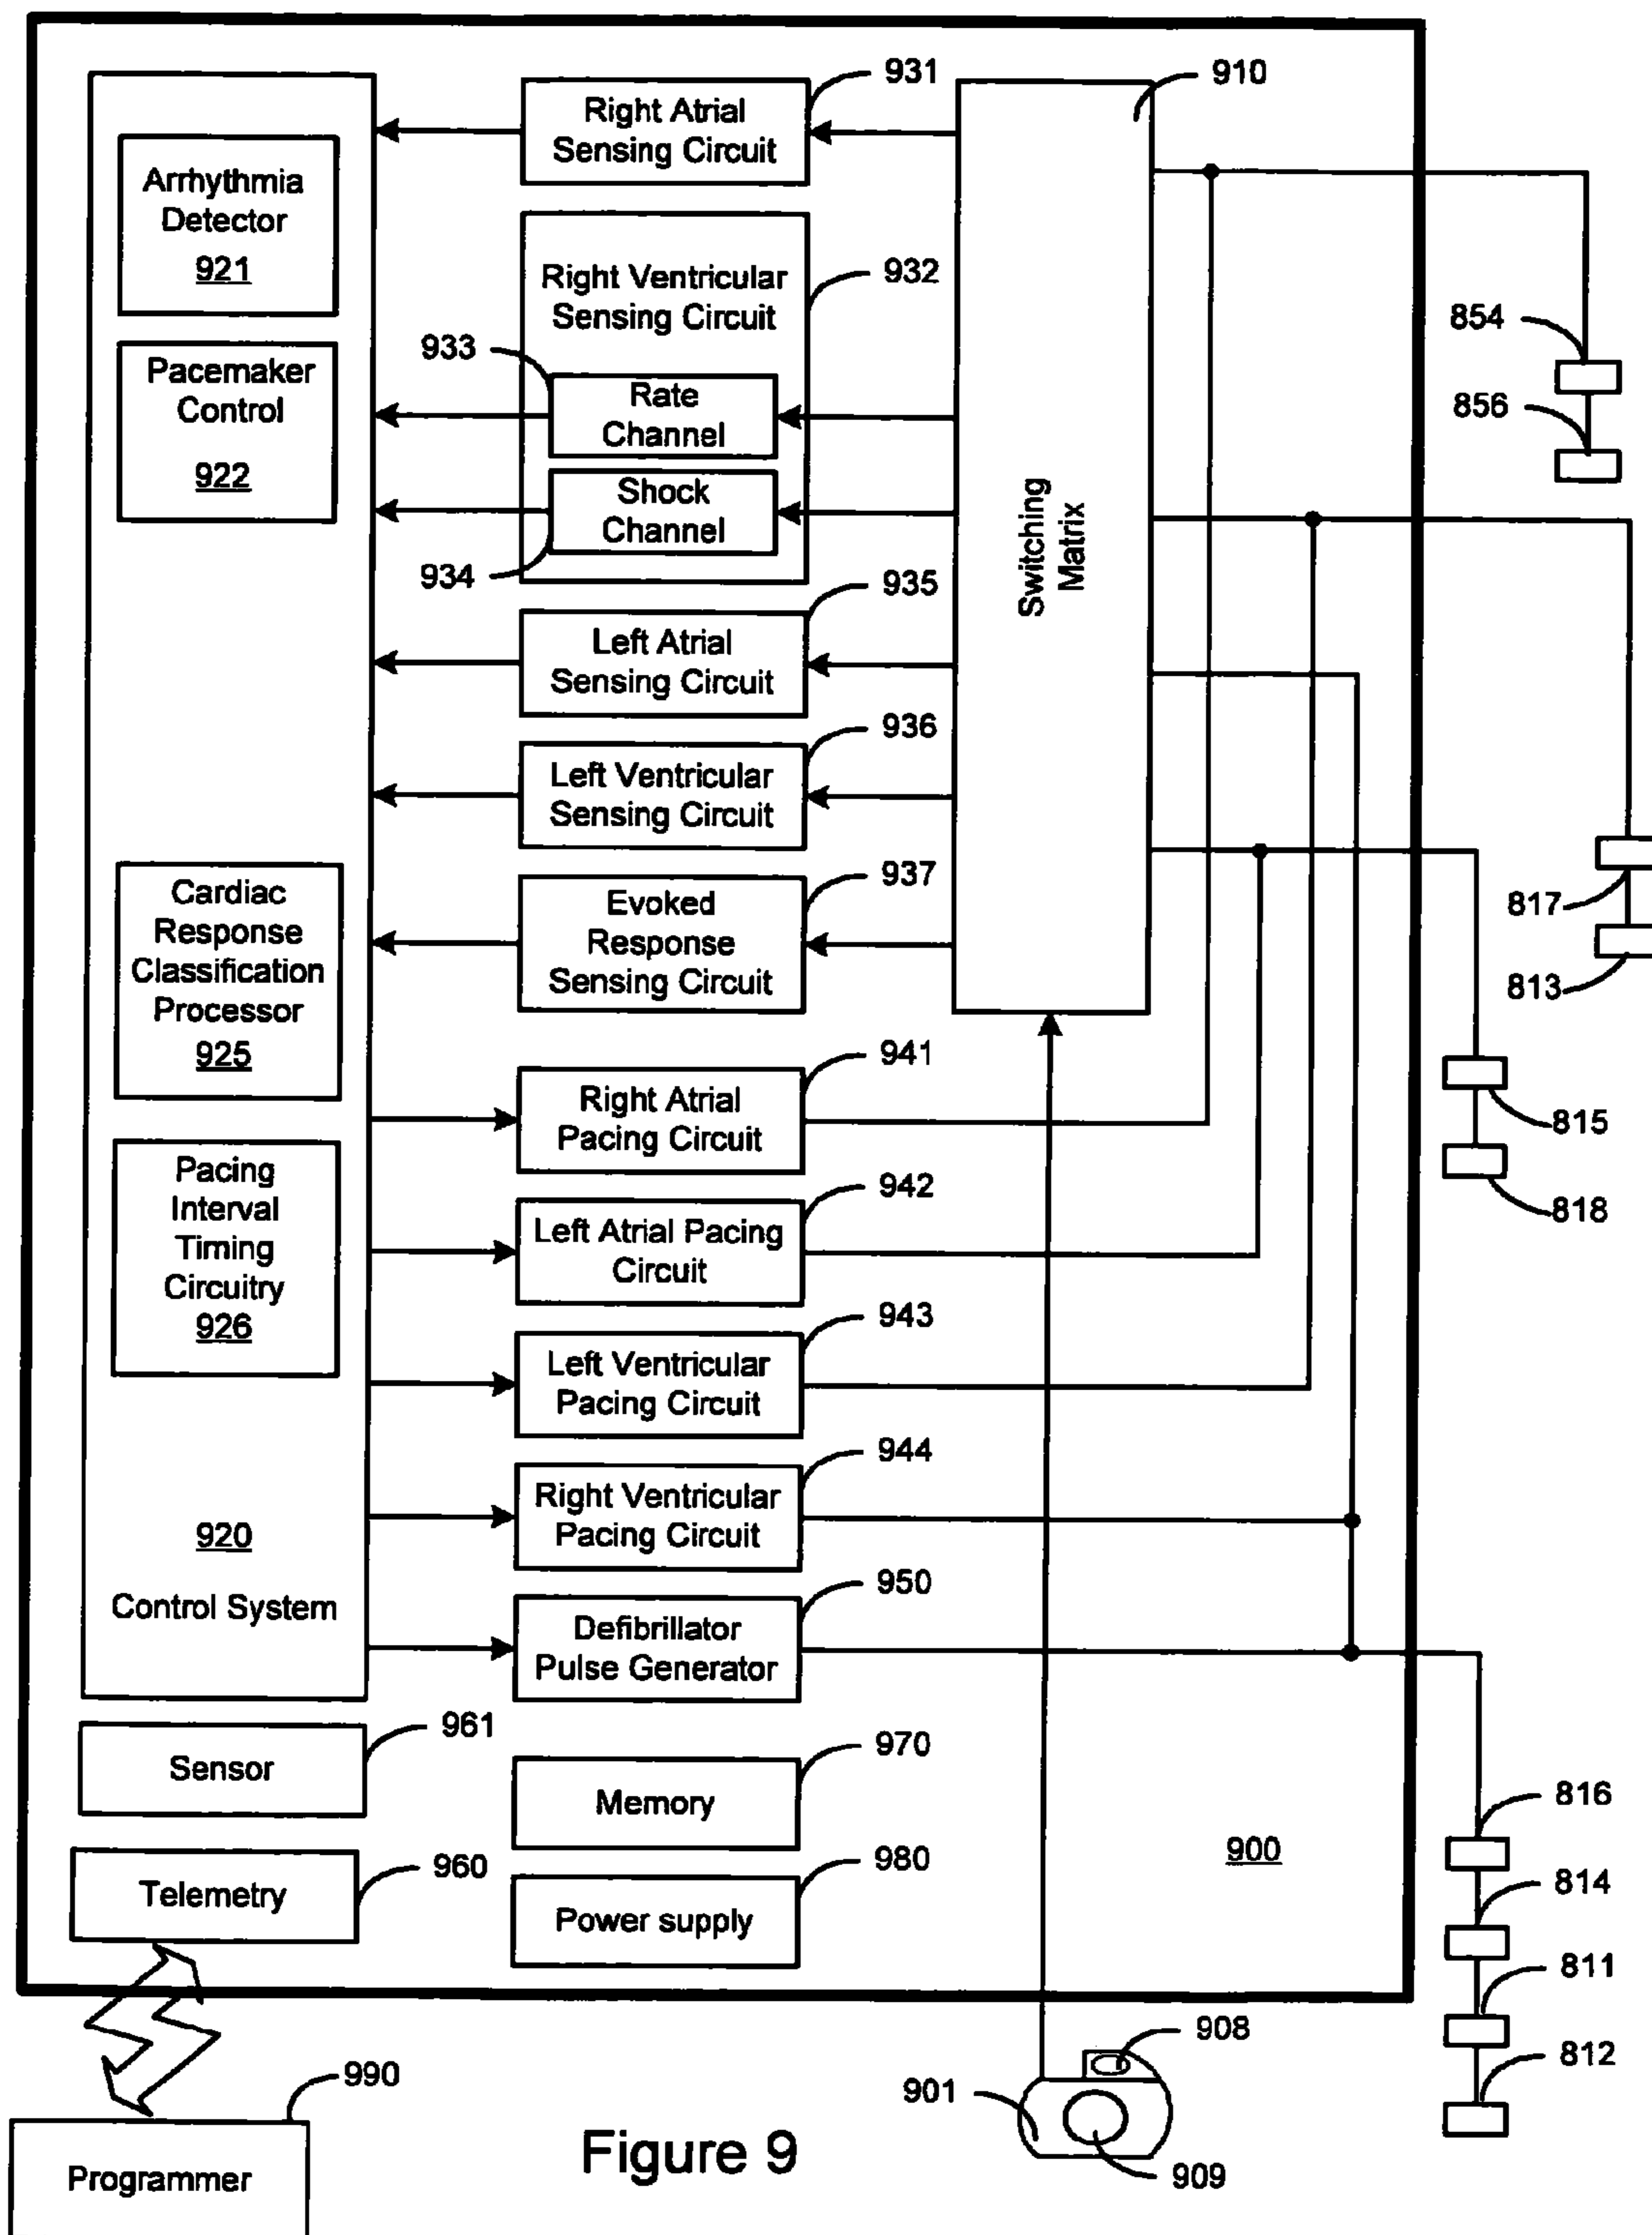 931
910
Right Atrial
Sensing Circuit
Arrhythmia
Detector
921
Right Ventricular
Sensing Circuit
932
933
Rate
Channel
Shock
Channel
934
Pacemaker
Control
922
Switching
Matrix
854
856
935
Left Atrial
Sensing Circuit
936
Left Ventricular
Sensing Circuit
937
Evoked
Response
Sensing Circuit
Cardiac
Response
Classification
Processor
925
817
813
941
Right Atrial
Pacing Circuit
815
818
Pacing
Interval
Timing
Circuitry
926
942
Left Atrial Pacing
Circuit
943
Left Ventricular
Pacing Circuit
944
Right Ventricular
Pacing Circuit
920
Control System
950
Defibrillator
Pulse Generator
961
Sensor
970
Memory
960
Telemetry
980
Power supply
900
816
814
811
812
908
901
909
990
Programmer
Figure 9